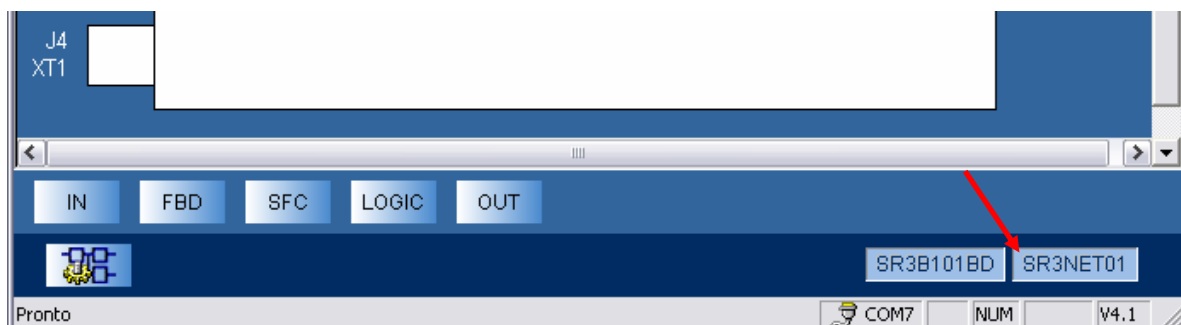 J4
XT1
IN FBD SFC LOGIC OUT
SR3B101BD SR3NET01
Pronto COM7 NUM V4.1